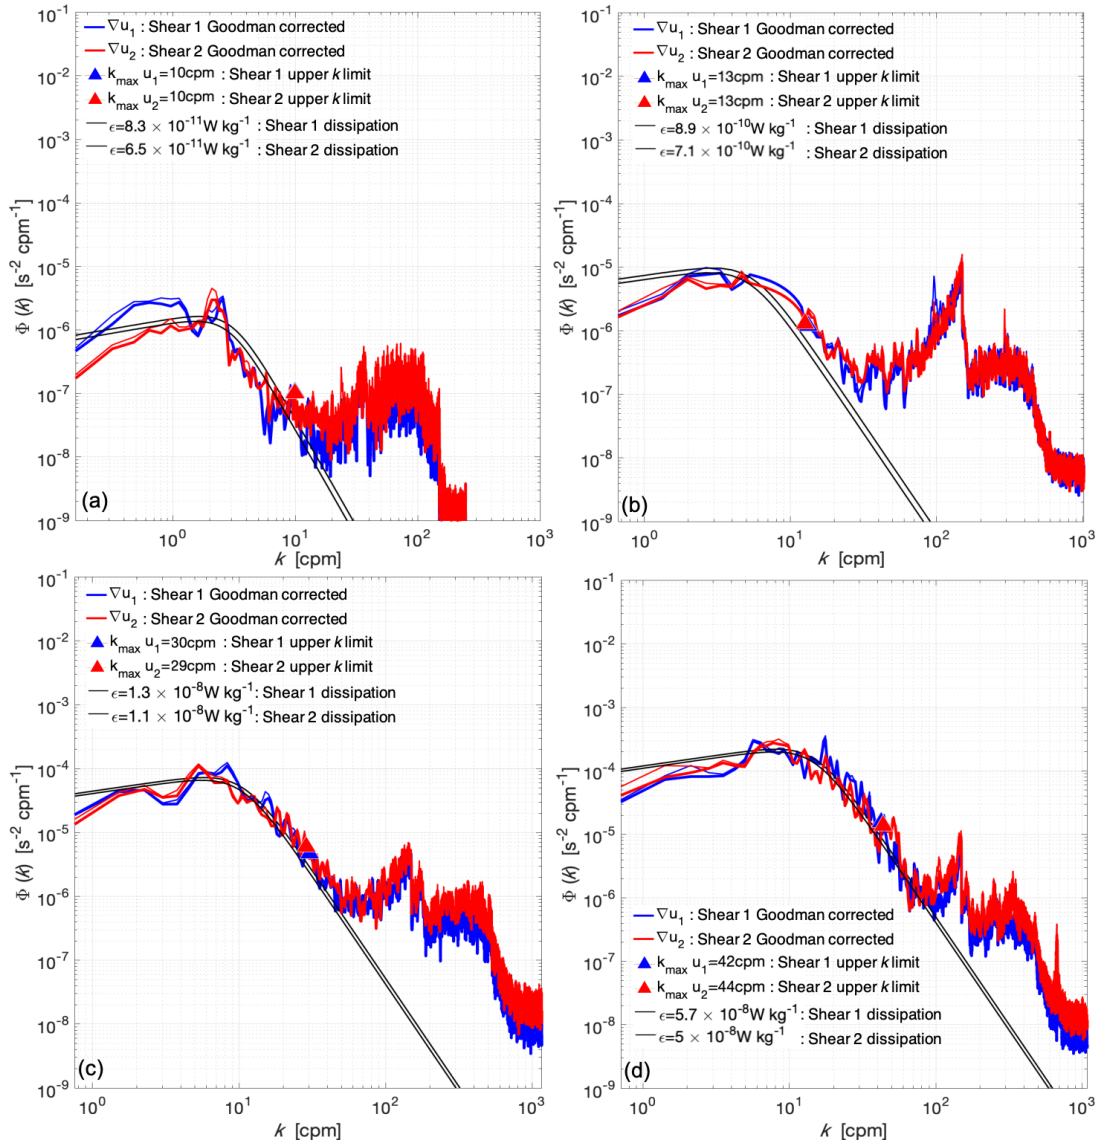 10⁻¹
10⁻²
10⁻³
10⁻⁴
10⁻⁵
10⁻⁶
10⁻⁷
10⁻⁸
10⁻⁹
Φ (k) [s⁻² cpm⁻¹]
∇u₁ : Shear 1 Goodman corrected
∇u₂ : Shear 2 Goodman corrected
kₘₐₓ u₁=10cpm : Shear 1 upper k limit
kₘₐₓ u₂=10cpm : Shear 2 upper k limit
ϵ=8.3 × 10⁻¹¹W kg⁻¹ : Shear 1 dissipation
ϵ=6.5 × 10⁻¹¹W kg⁻¹ : Shear 2 dissipation
(a)
10⁰ 10¹ 10² 10³
k [cpm]
10⁻¹
10⁻²
10⁻³
10⁻⁴
10⁻⁵
10⁻⁶
10⁻⁷
10⁻⁸
10⁻⁹
Φ (k) [s⁻² cpm⁻¹]
∇u₁ : Shear 1 Goodman corrected
∇u₂ : Shear 2 Goodman corrected
kₘₐₓ u₁=13cpm : Shear 1 upper k limit
kₘₐₓ u₂=13cpm : Shear 2 upper k limit
ϵ=8.9 × 10⁻¹⁰W kg⁻¹ : Shear 1 dissipation
ϵ=7.1 × 10⁻¹⁰W kg⁻¹ : Shear 2 dissipation
(b)
10⁰ 10¹ 10² 10³
k [cpm]
10⁻¹
10⁻²
10⁻³
10⁻⁴
10⁻⁵
10⁻⁶
10⁻⁷
10⁻⁸
10⁻⁹
Φ (k) [s⁻² cpm⁻¹]
∇u₁ : Shear 1 Goodman corrected
∇u₂ : Shear 2 Goodman corrected
kₘₐₓ u₁=30cpm : Shear 1 upper k limit
kₘₐₓ u₂=29cpm : Shear 2 upper k limit
ϵ=1.3 × 10⁻⁸W kg⁻¹ : Shear 1 dissipation
ϵ=1.1 × 10⁻⁸W kg⁻¹ : Shear 2 dissipation
(c)
10⁰ 10¹ 10² 10³
k [cpm]
10⁻¹
10⁻²
10⁻³
10⁻⁴
10⁻⁵
10⁻⁶
10⁻⁷
10⁻⁸
10⁻⁹
Φ (k) [s⁻² cpm⁻¹]
∇u₁ : Shear 1 Goodman corrected
∇u₂ : Shear 2 Goodman corrected
kₘₐₓ u₁=42cpm : Shear 1 upper k limit
kₘₐₓ u₂=44cpm : Shear 2 upper k limit
ϵ=5.7 × 10⁻⁸W kg⁻¹ : Shear 1 dissipation
ϵ=5 × 10⁻⁸W kg⁻¹ : Shear 2 dissipation
(d)
10⁰ 10¹ 10² 10³
k [cpm]